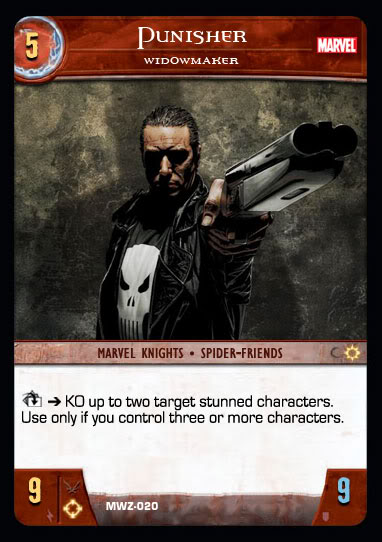 5
PUNISHER
WIDOWMAKER
MARVEL
MARVEL KNIGHTS • SPIDER-FRIENDS
➔ KO up to two target stunned characters.
Use only if you control three or more characters.
9
MWZ-020
9